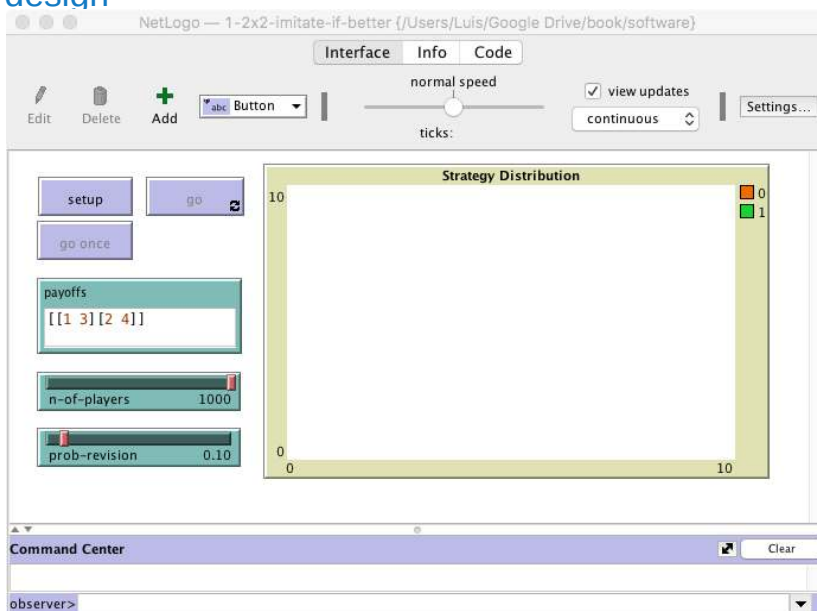 design
NetLogo — 1-2x2-imitate-if-better {/Users/Luis/Google Drive/book/software}
Interface Info Code
normal speed
view updates
Edit Delete Add abc Button continuous Settings...
ticks:
Strategy Distribution
setup go 10 0
1
go once
payoffs
[[1 3][2 4]]
n-of-players 1000
prob-revision 0.10 0
0 10
Command Center Clear
observer>